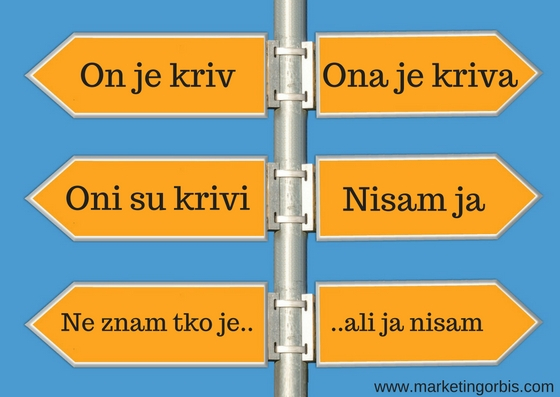 On je kriv
Ona je kriva
Oni su krivi
Nisam ja
Ne znam tko je..
..ali ja nisam
www.marketingorbis.com